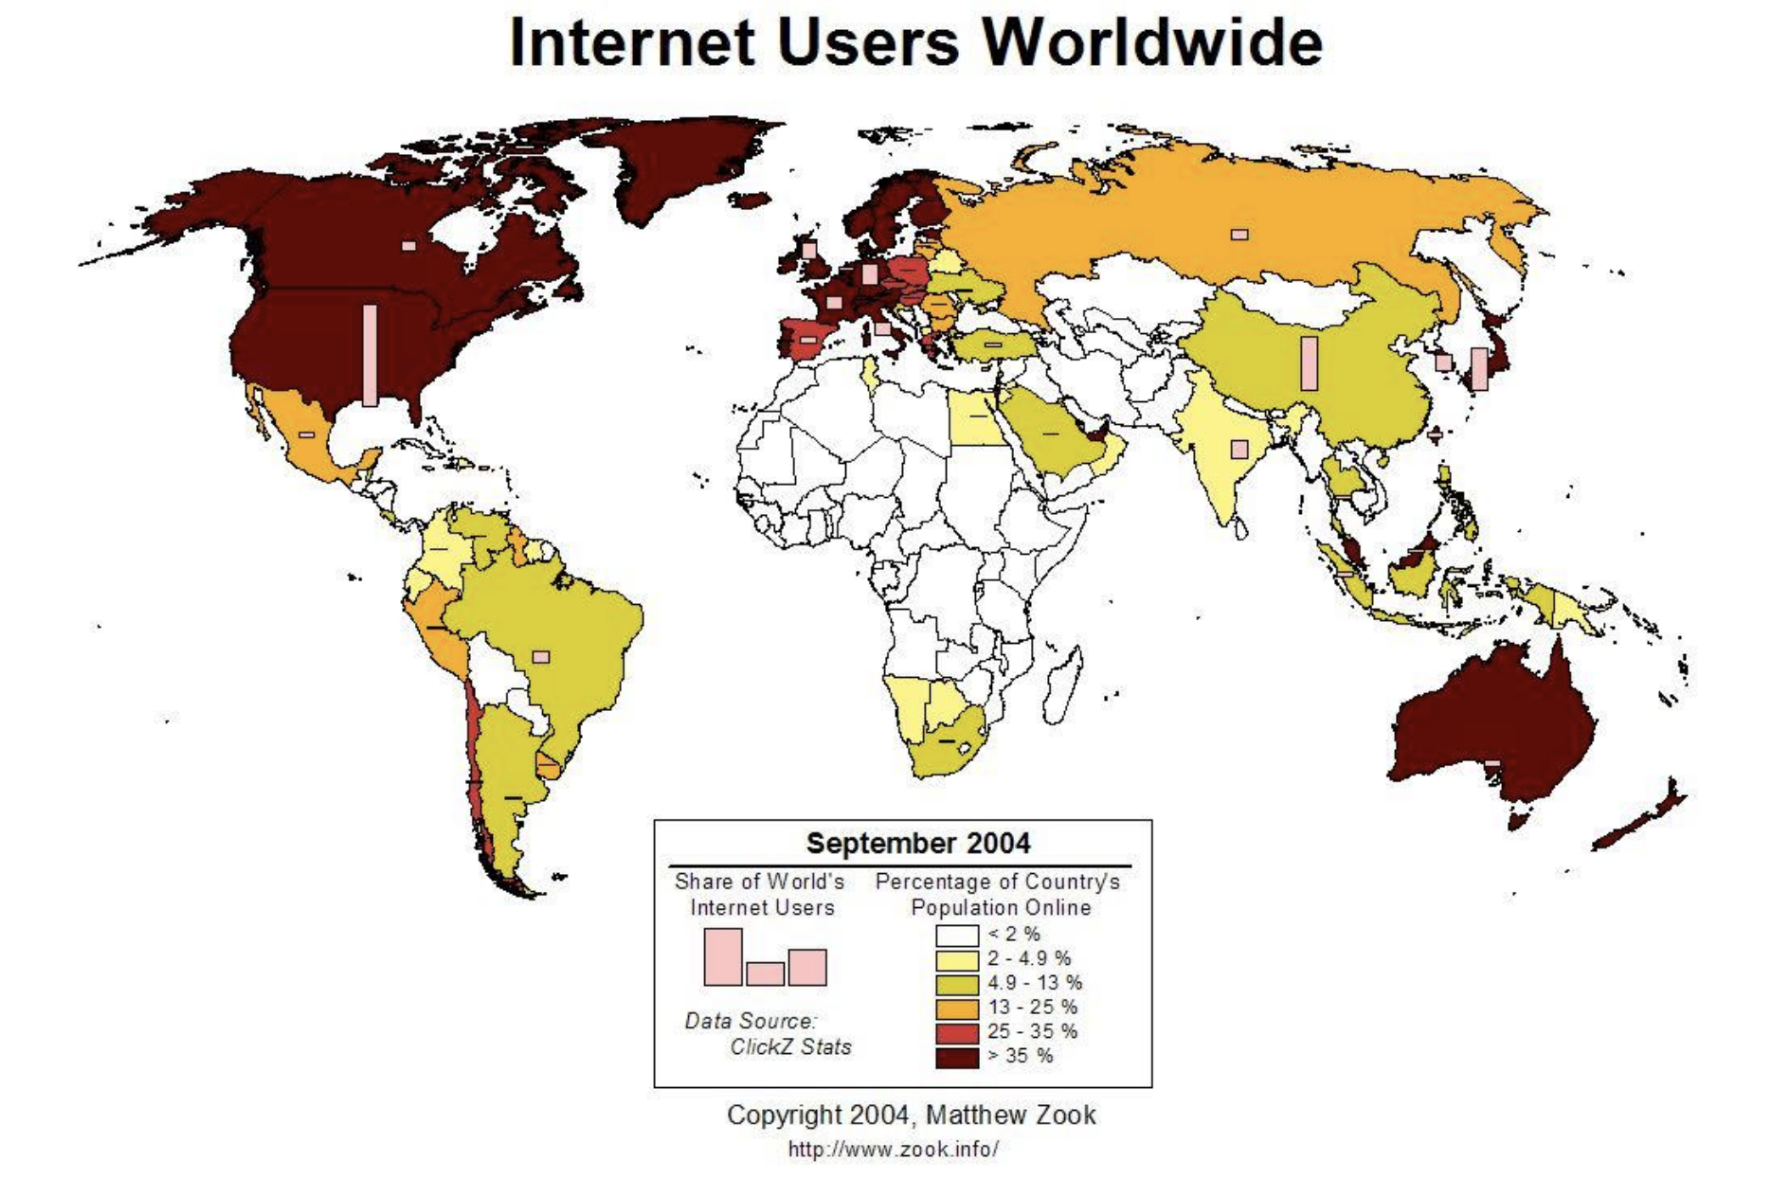 Internet Users Worldwide
September 2004
Share of World's
Internet Users
Percentage of Country's
Population Online
< 2 %
2 - 4.9 %
4.9 - 13 %
13 - 25 %
25 - 35 %
> 35 %
Data Source:
ClickZ Stats
Copyright 2004, Matthew Zook
http://www.zook.info/